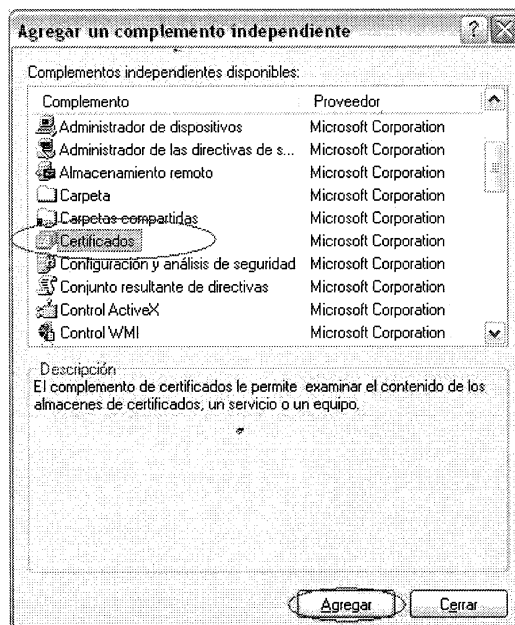 Agregar un complemento independiente
Complementos independientes disponibles:
Complemento Proveedor
Administrador de dispositivos Microsoft Corporation
Administrador de las directivas de s... Microsoft Corporation
Almacenamiento remoto Microsoft Corporation
Carpeta Microsoft Corporation
Carpetas compartidas Microsoft Corporation
Certificados Microsoft Corporation
Configuración y análisis de seguridad Microsoft Corporation
Conjunto resultante de directivas Microsoft Corporation
Control ActiveX Microsoft Corporation
Control WMI Microsoft Corporation
Descripción
El complemento de certificados le permite examinar el contenido de los
almacenes de certificados, un servicio o un equipo.
Agregar Cerrar